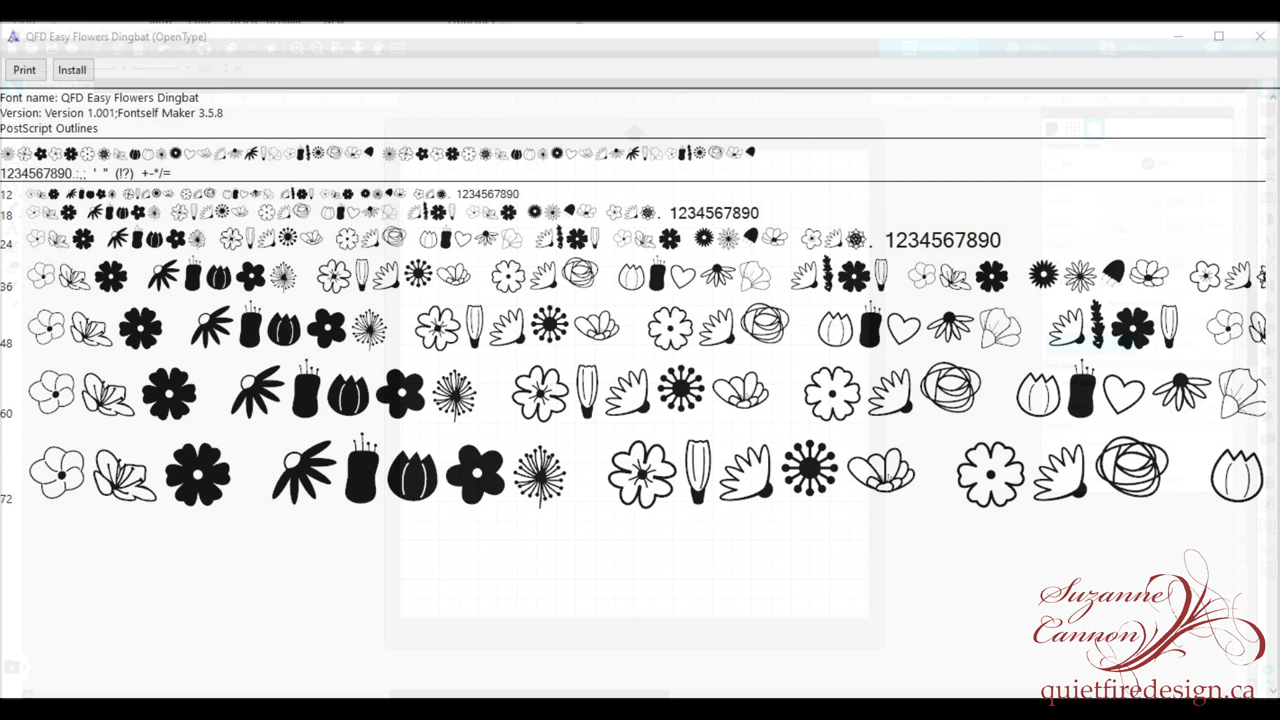 QFD Easy Flowers Dingbat (OpenType)
Print Install
Font name: QFD Easy Flowers Dingbat
Version: Version 1.001;Fontself Maker 3.5.8
PostScript Outlines
1234567890.:,; ' " (!?) +-*/=
12 . 1234567890
18 . 1234567890
24 . 1234567890
36
48
60
72
Suzanne
Cannon
quietfiredesign.ca